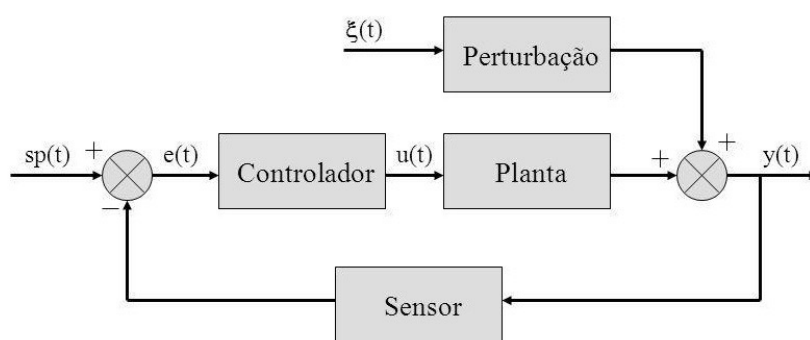 ξ(t)
Perturbação
sp(t)
+
e(t)
Controlador
u(t)
Planta
+
+
y(t)
−
Sensor